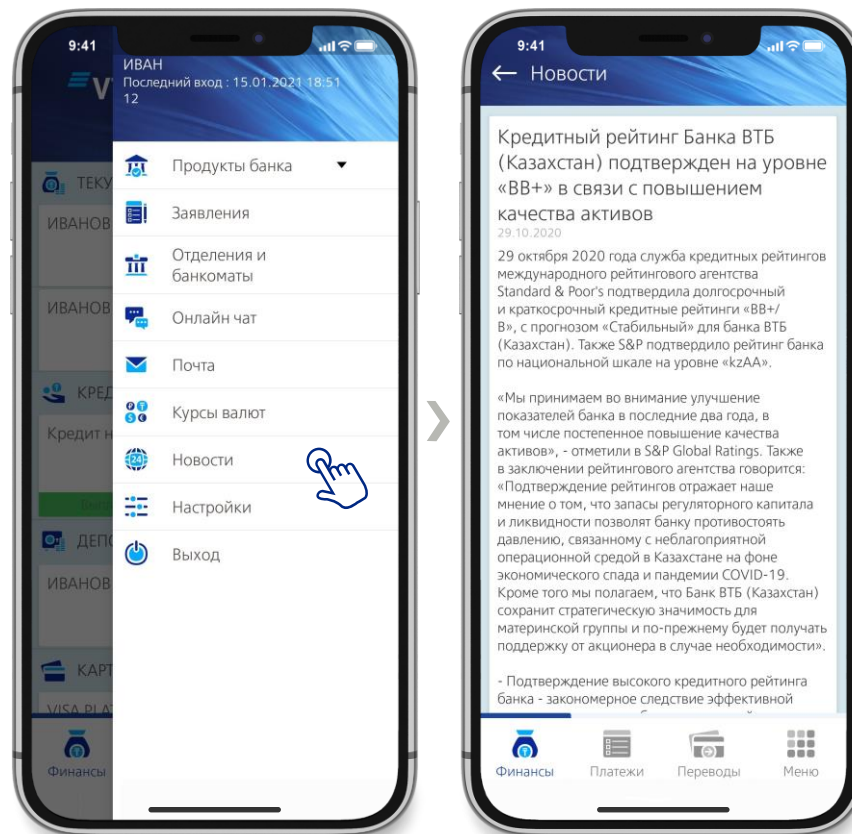 9:41
ИВАН
Последний вход : 15.01.2021 18:51
12
ТЕКУ
ИВАНОВ
ИВАНОВ
КРЕД
Кредит н
ДЕПО
ИВАНОВ
КАРТ
VISA PLAT
Финансы
Продукты банка
Заявления
Отделения и
банкоматы
Онлайн чат
Почта
Курсы валют
24
Новости
Настройки
Выход
9:41
Новости
Кредитный рейтинг Банка ВТБ
(Казахстан) подтвержден на уровне
«BB+» в связи с повышением
качества активов
29.10.2020
29 октября 2020 года служба кредитных рейтингов
международного рейтингового агентства
Standard & Poor's подтвердила долгосрочный
и краткосрочный кредитные рейтинги «BB+/
B», с прогнозом «Стабильный» для банка ВТБ
(Казахстан). Также S&P подтвердило рейтинг банка
по национальной шкале на уровне «kzAA».
«Мы принимаем во внимание улучшение
показателей банка в последние два года, в
том числе постепенное повышение качества
активов», - отметили в S&P Global Ratings. Также
в заключении рейтингового агентства говорится:
«Подтверждение рейтингов отражает наше
мнение о том, что запасы регуляторного капитала
и ликвидности позволят банку противостоять
давлению, связанному с неблагоприятной
операционной средой в Казахстане на фоне
экономического спада и пандемии COVID-19.
Кроме того мы полагаем, что Банк ВТБ (Казахстан)
сохранит стратегическую значимость для
материнской группы и по-прежнему будет получать
поддержку от акционера в случае необходимости».
- Подтверждение высокого кредитного рейтинга
банка - закономерное следствие эффективной
Финансы
Платежи
Переводы
Меню